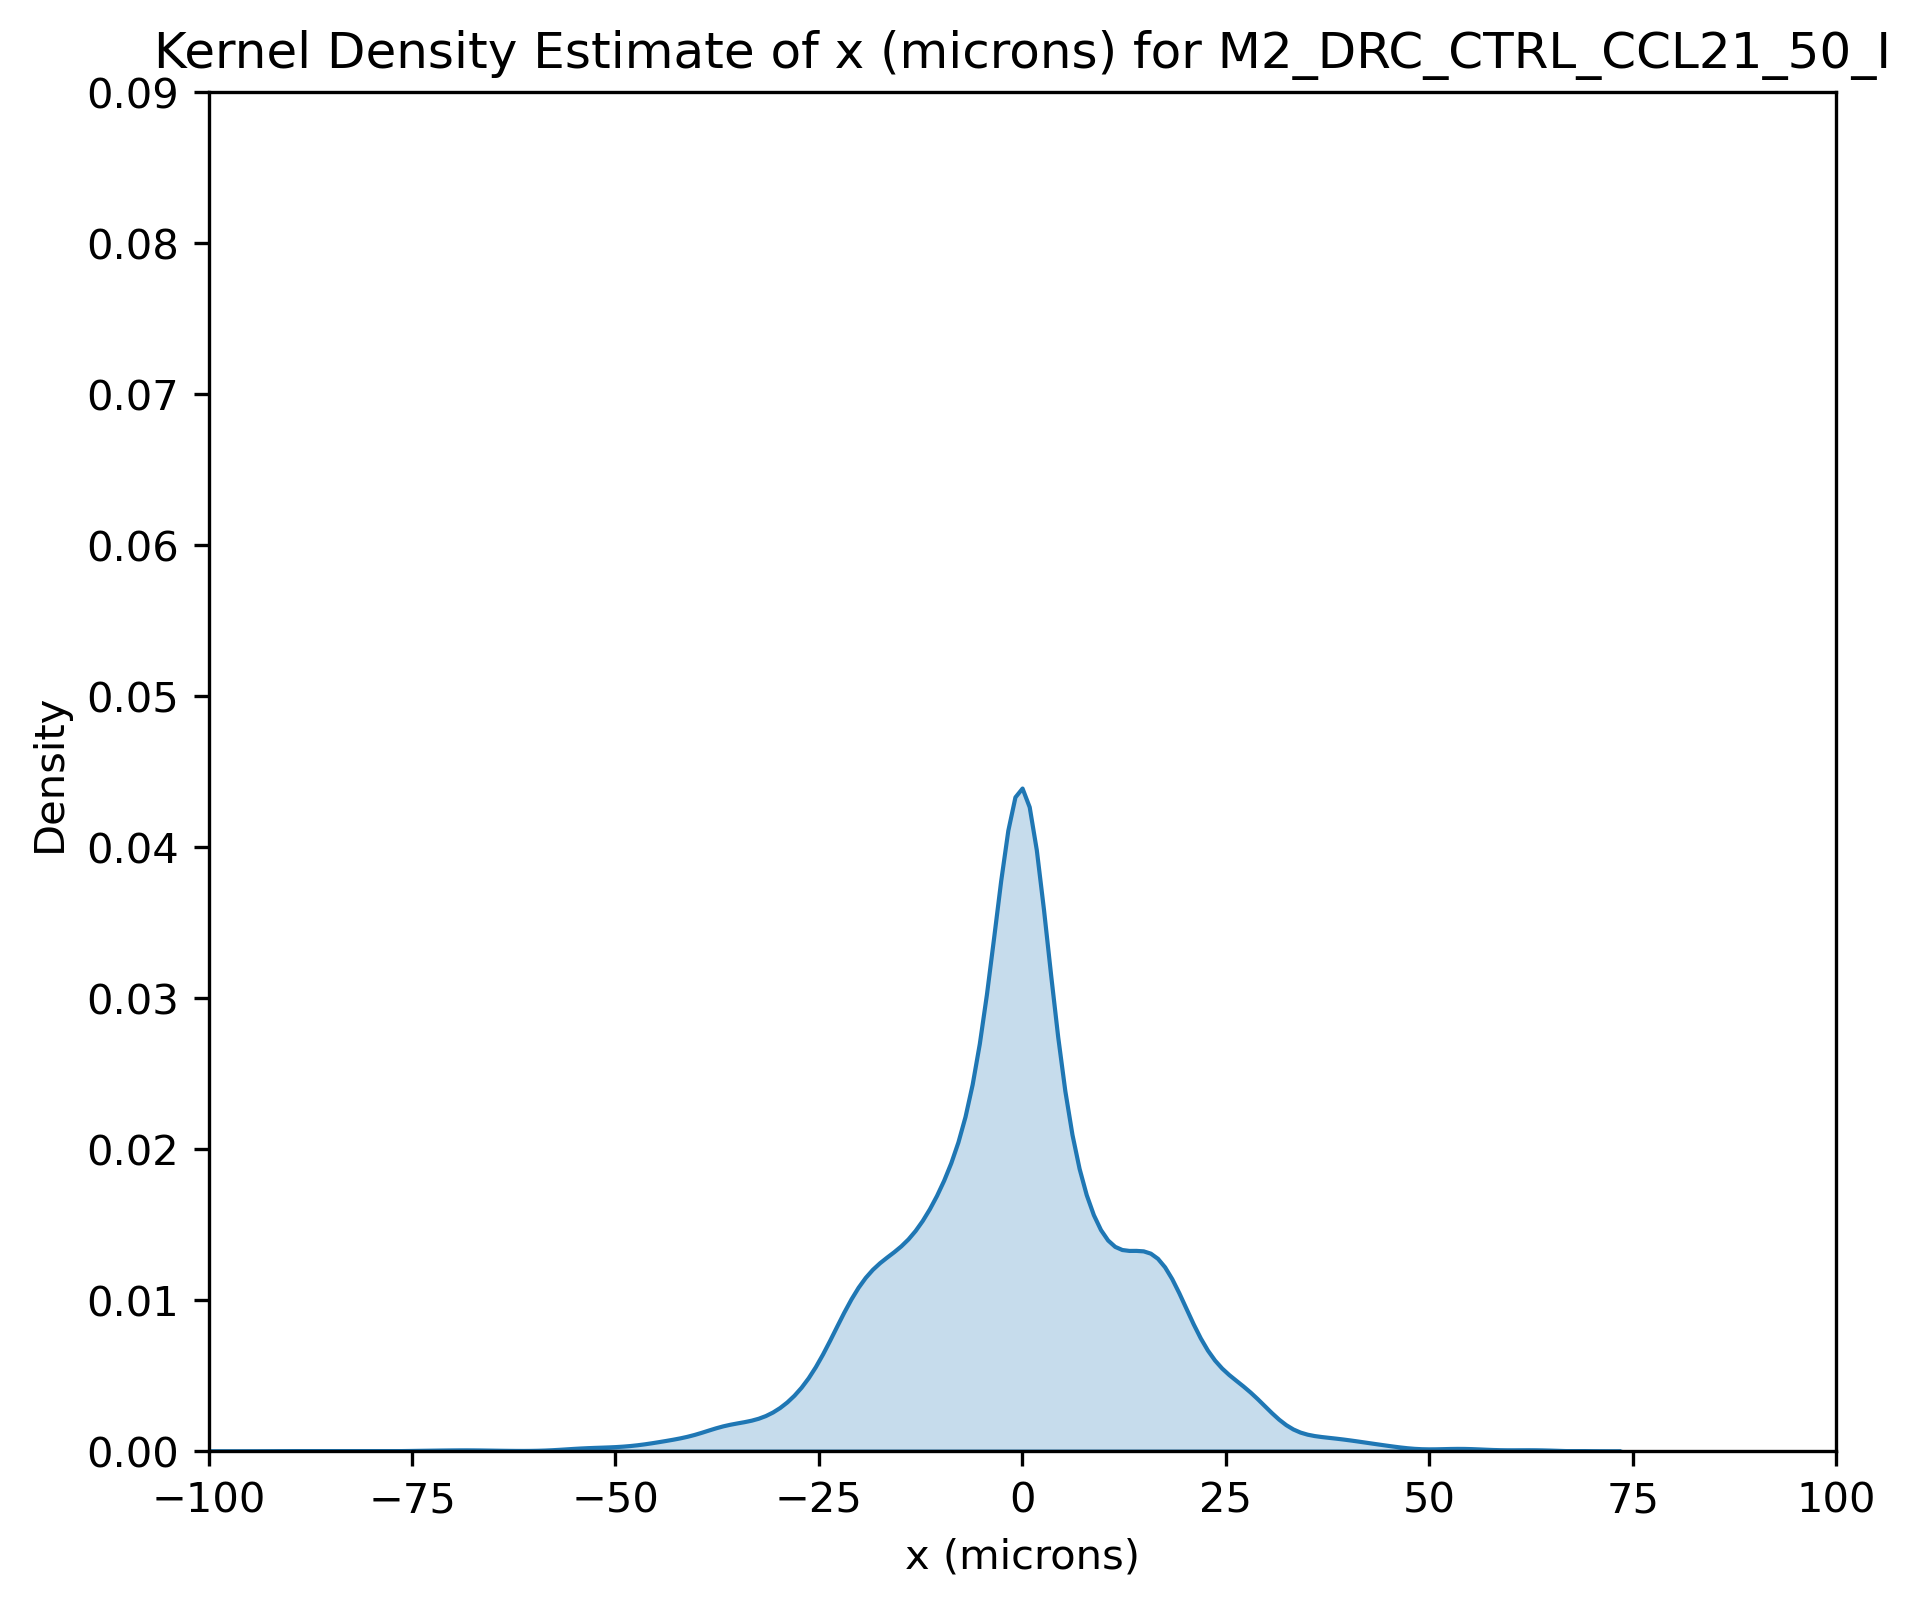 Kernel Density Estimate of x (microns) for M2_DRC_CTRL_CCL21_50_I
0.09
0.08
0.07
0.06
0.05
0.04
0.03
0.02
0.01
0.00
Density
−100 −75 −50 −25 0 25 50 75 100
x (microns)